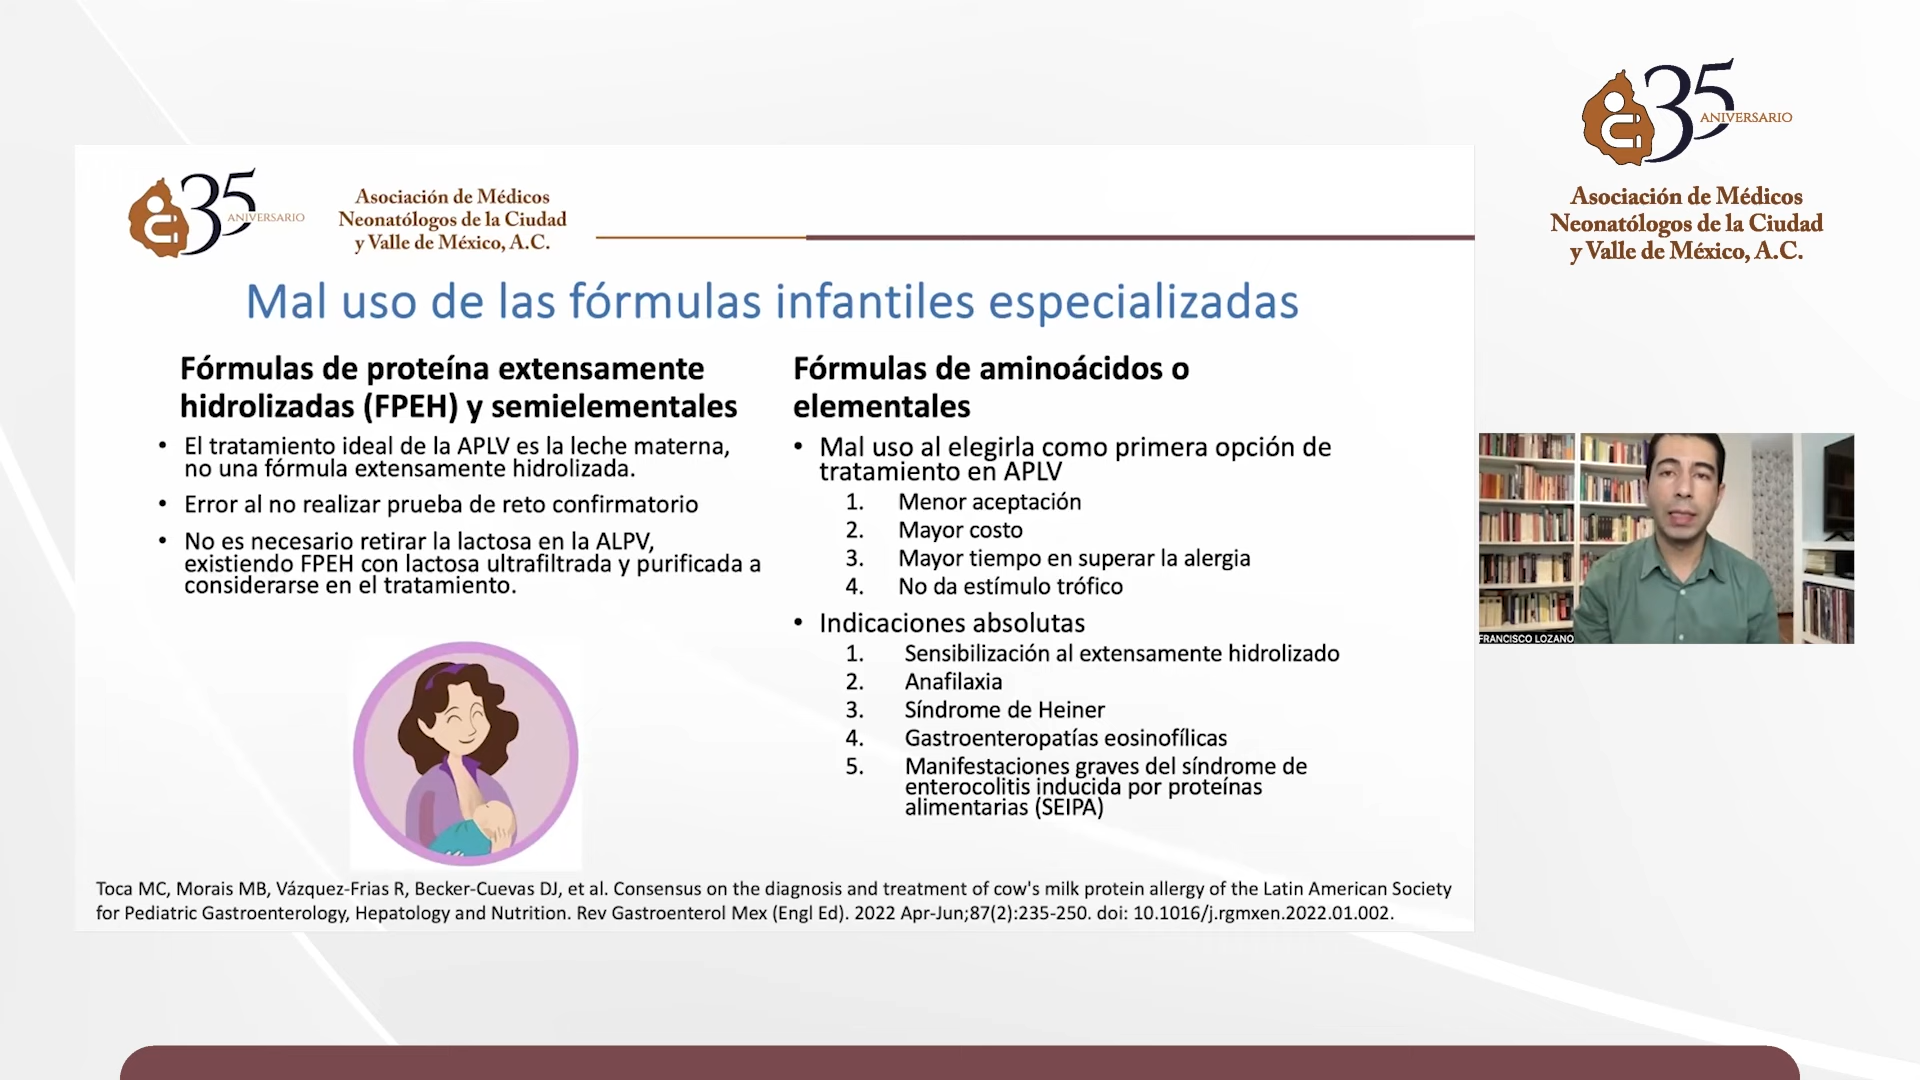 35
ANIVERSARIO
Asociación de Médicos
Neonatólogos de la Ciudad
y Valle de México, A.C.
35
ANIVERSARIO
Asociación de Médicos
Neonatólogos de la Ciudad
y Valle de México, A.C.
Mal uso de las fórmulas infantiles especializadas
Fórmulas de proteína extensamente
hidrolizadas (FPEH) y semielementales
• El tratamiento ideal de la APLV es la leche materna,
no una fórmula extensamente hidrolizada.
• Error al no realizar prueba de reto confirmatorio
• No es necesario retirar la lactosa en la ALPV,
existiendo FPEH con lactosa ultrafiltrada y purificada a
considerarse en el tratamiento.
Fórmulas de aminoácidos o
elementales
• Mal uso al elegirla como primera opción de
tratamiento en APLV
1. Menor aceptación
2. Mayor costo
3. Mayor tiempo en superar la alergia
4. No da estímulo trófico
• Indicaciones absolutas
1. Sensibilización al extensamente hidrolizado
2. Anafilaxia
3. Síndrome de Heiner
4. Gastroenteropatías eosinofílicas
5. Manifestaciones graves del síndrome de
enterocolitis inducida por proteínas
alimentarias (SEIPA)
Toca MC, Morais MB, Vázquez-Frias R, Becker-Cuevas DJ, et al. Consensus on the diagnosis and treatment of cow's milk protein allergy of the Latin American Society
for Pediatric Gastroenterology, Hepatology and Nutrition. Rev Gastroenterol Mex (Engl Ed). 2022 Apr-Jun;87(2):235-250. doi: 10.1016/j.rgmxen.2022.01.002.
FRANCISCO LOZANO